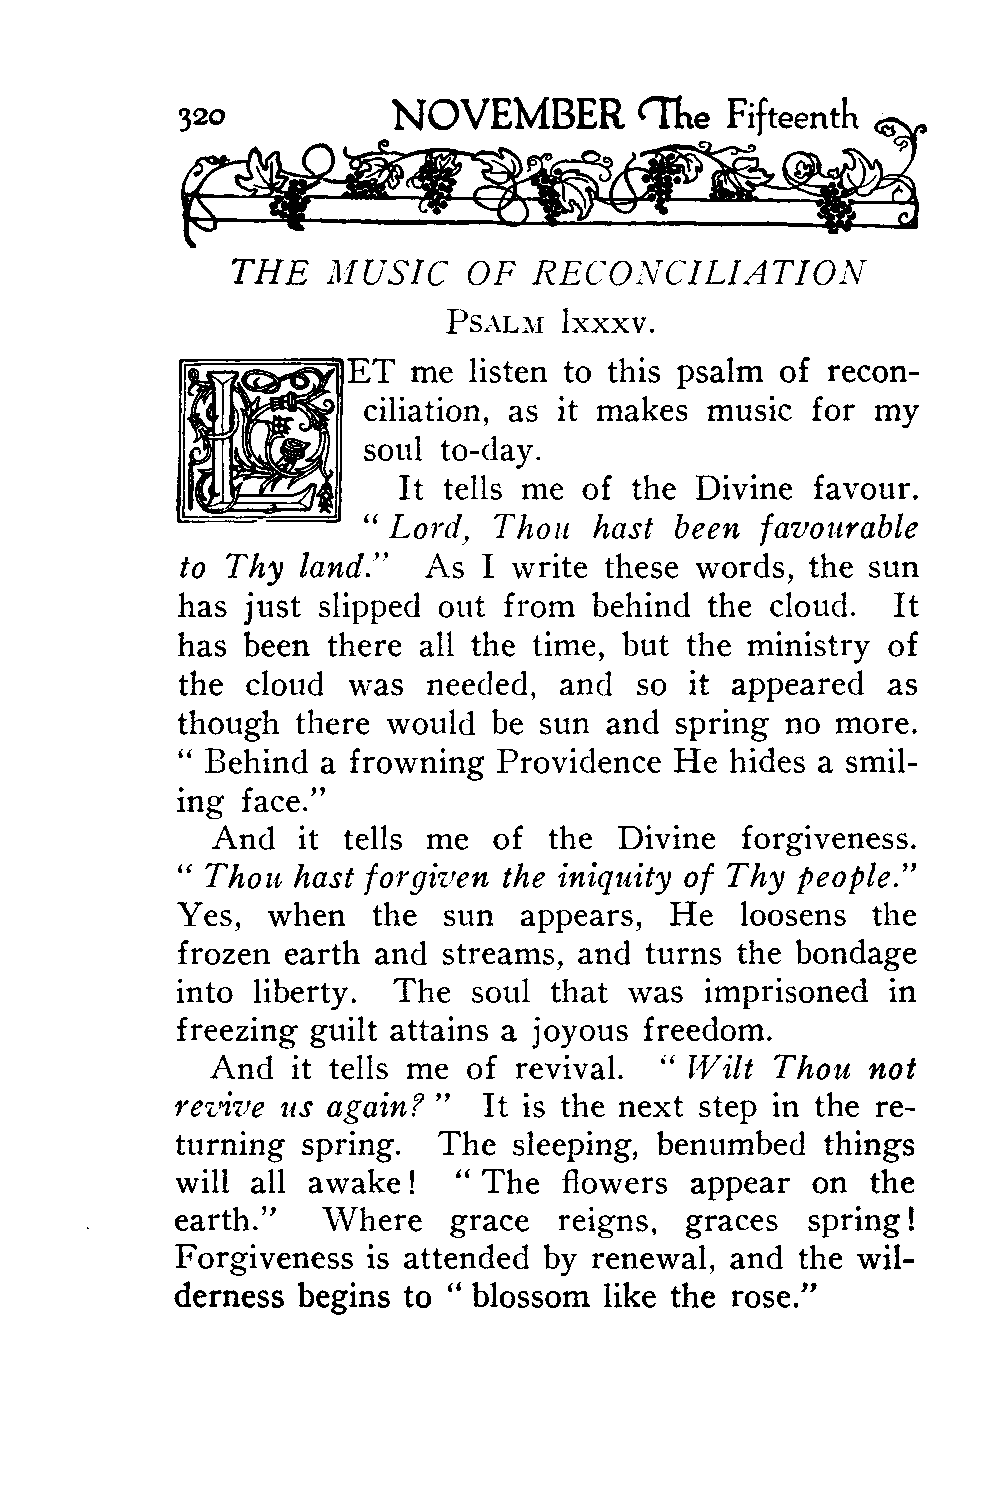 320 NOVEMBER The Fifteenth
THE MUSIC OF RECONCILIATION
PSALM lxxxv.
LET me listen to this psalm of recon-
ciliation, as it makes music for my
soul to-day.
It tells me of the Divine favour.
“ Lord, Thou hast been favourable
to Thy land.” As I write these words, the sun
has just slipped out from behind the cloud. It
has been there all the time, but the ministry of
the cloud was needed, and so it appeared as
though there would be sun and spring no more.
“ Behind a frowning Providence He hides a smil-
ing face.”
And it tells me of the Divine forgiveness.
“ Thou hast forgiven the iniquity of Thy people.”
Yes, when the sun appears, He loosens the
frozen earth and streams, and turns the bondage
into liberty. The soul that was imprisoned in
freezing guilt attains a joyous freedom.
And it tells me of revival. “ Wilt Thou not
revive us again? ” It is the next step in the re-
turning spring. The sleeping, benumbed things
will all awake! “ The flowers appear on the
earth.” Where grace reigns, graces spring!
Forgiveness is attended by renewal, and the wil-
derness begins to “ blossom like the rose.”